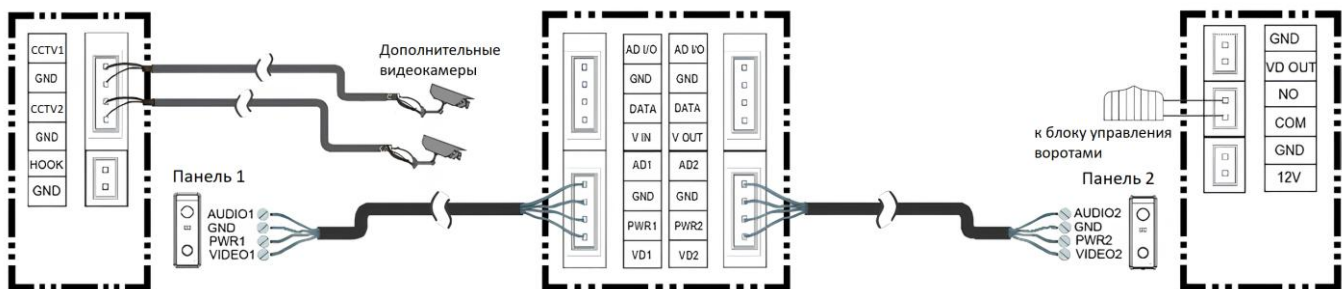 CCTV1
GND
CCTV2
GND
HOOK
GND
Дополнительные
видеокамеры
Панель 1
AUDIO1
GND
PWR1
VIDEO1
AD I/O AD I/O
GND GND
DATA DATA
V IN V OUT
AD1 AD2
GND GND
PWR1 PWR2
VD1 VD2
к блоку управления
воротами
Панель 2
AUDIO2
GND
PWR2
VIDEO2
GND
VD OUT
NO
COM
GND
12V